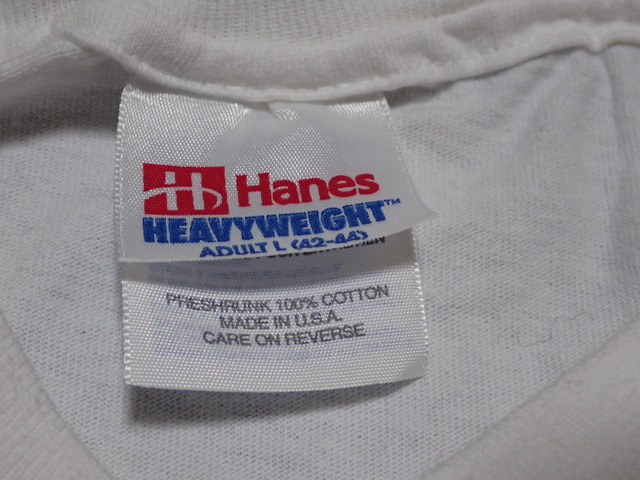 Hanes
HEAVYWEIGHT™
ADULT L (42-44)
PRESHRUNK 100% COTTON
MADE IN U.S.A.
CARE ON REVERSE